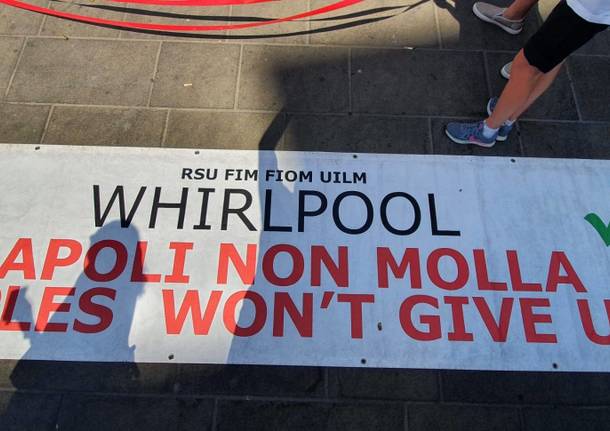 RSU FIM FIOM UILM
WHIRLPOOL
APOLI NON MOLLA
LES WON'T GIVE U